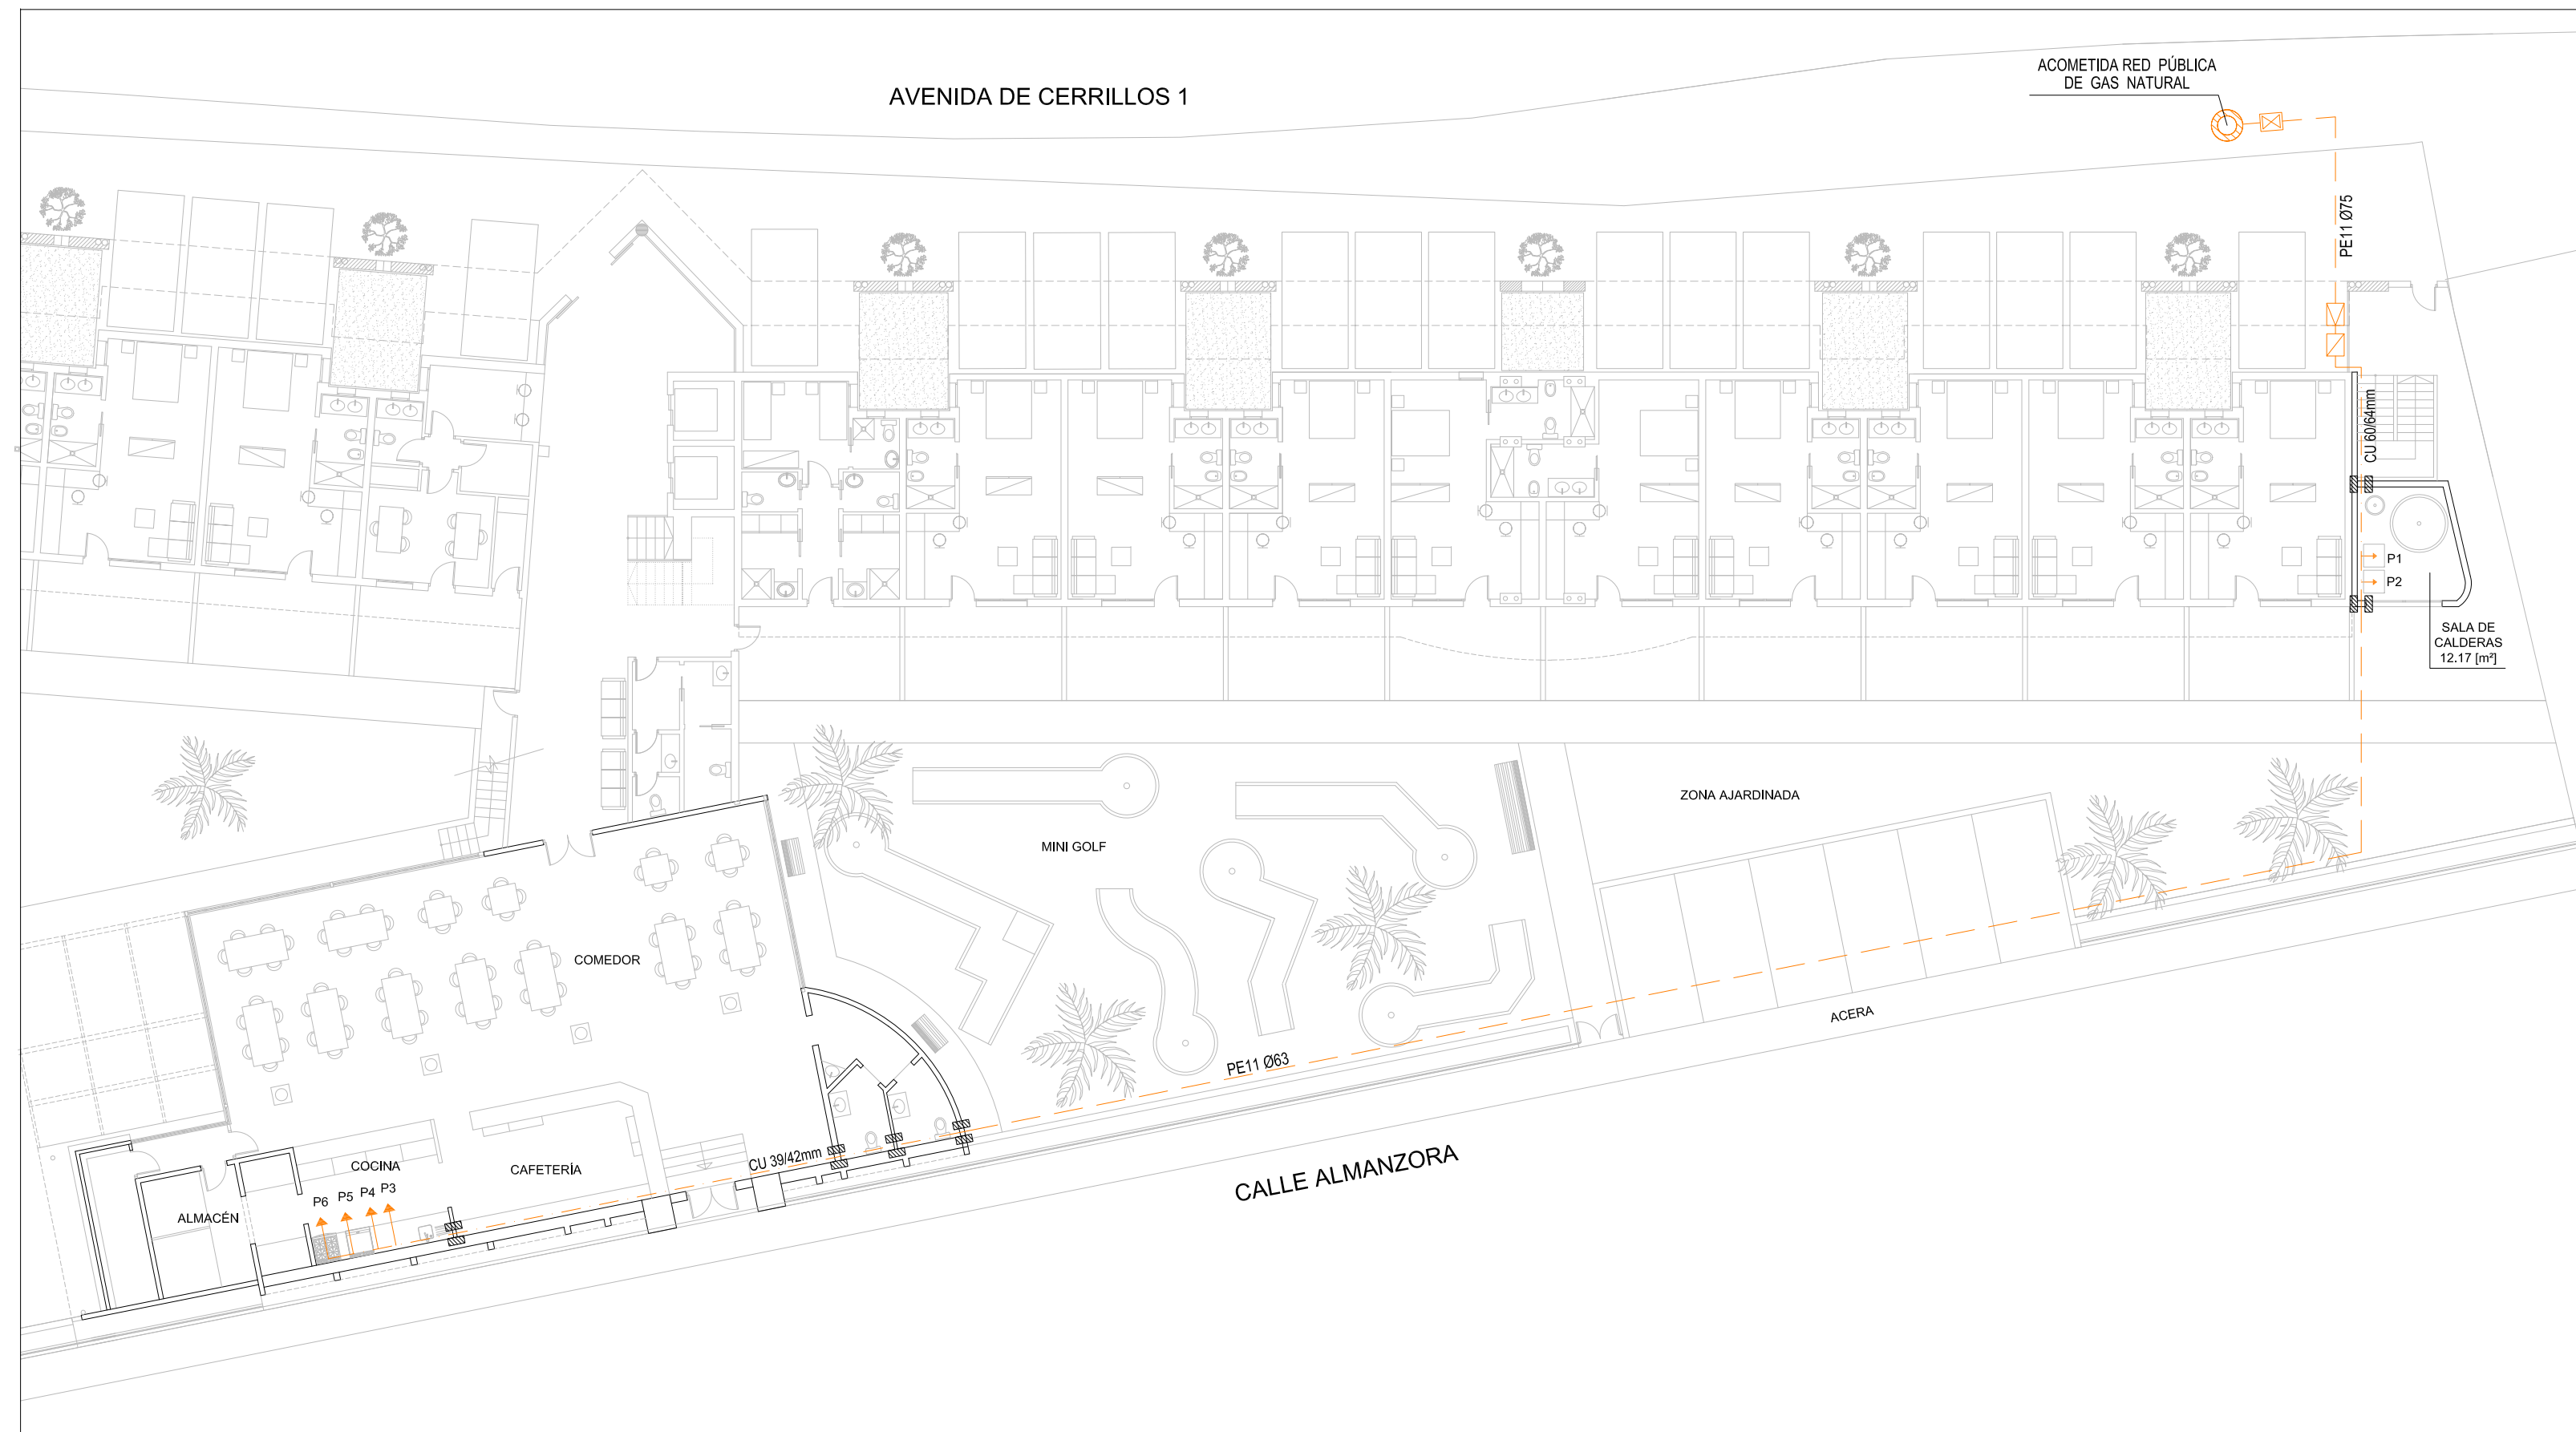 AVENIDA DE CERRILLOS 1
ACOMETIDA RED PÚBLICA
DE GAS NATURAL
PE11 Ø75
CU 60/64mm
P1
P2
SALA DE
CALDERAS
12.17 [m²]
ZONA AJARDINADA
MINI GOLF
COMEDOR
ACERA
PE11 Ø63
CU 39/42mm
CALLE ALMANZORA
COCINA
CAFETERÍA
P6
P5
P4
P3
ALMACÉN